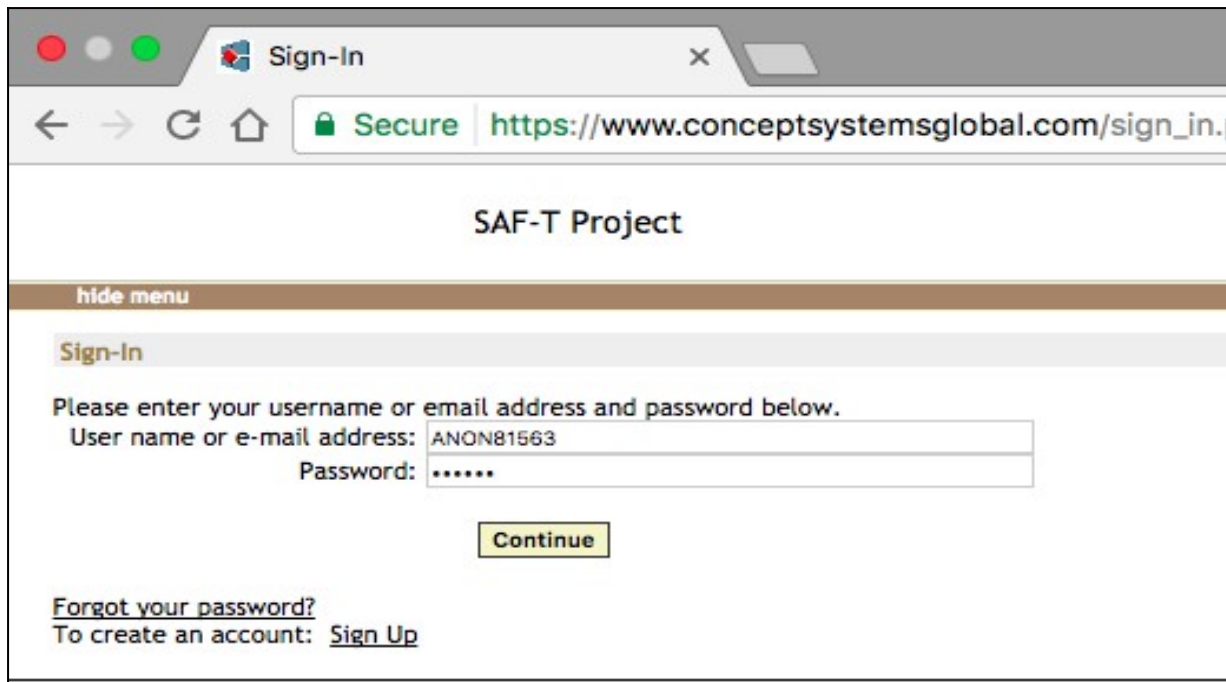 Sign-In
Secure https://www.conceptsystemsglobal.com/sign_in.
SAF-T Project
hide menu
Sign-In
Please enter your username or email address and password below.
User name or e-mail address: ANON81563
Password: ••••••
Continue
Forgot your password?
To create an account: Sign Up